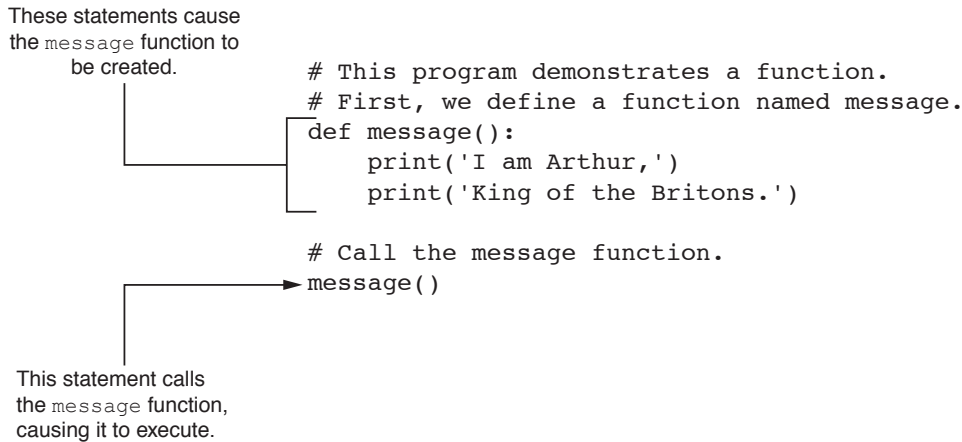 These statements cause
the message function to
be created.
# This program demonstrates a function.
# First, we define a function named message.
def message():
    print('I am Arthur,')
    print('King of the Britons.')
# Call the message function.
message()
This statement calls
the message function,
causing it to execute.